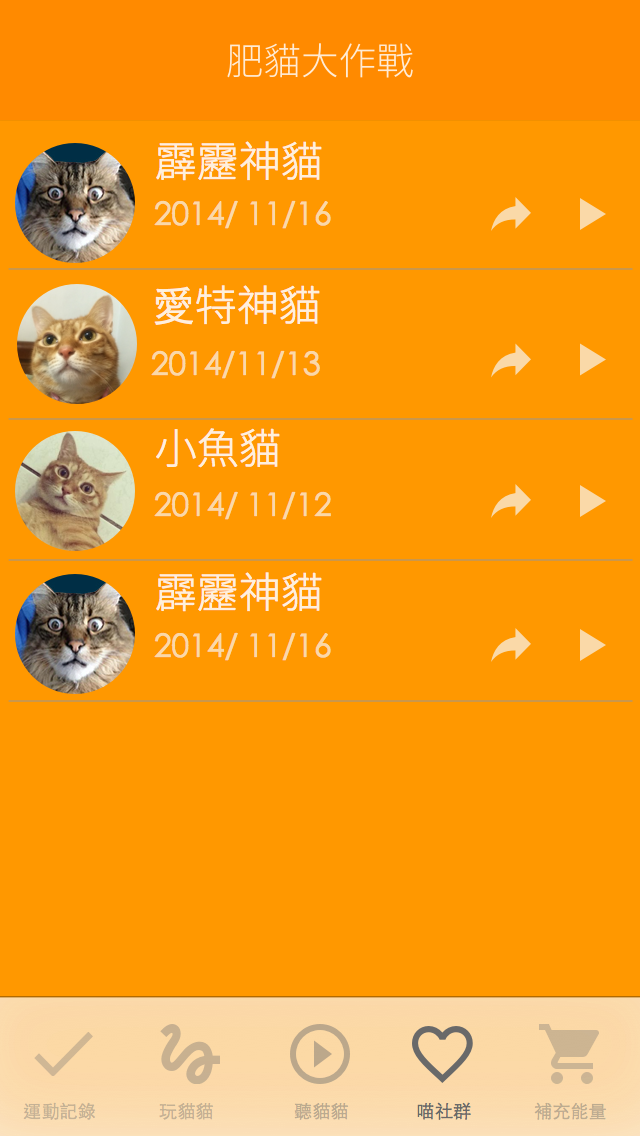 肥貓大作戰
霹靂神貓
2014/ 11/16
愛特神貓
2014/11/13
小魚貓
2014/ 11/12
霹靂神貓
2014/ 11/16
運動記錄 玩貓貓 聽貓貓 喵社群 補充能量